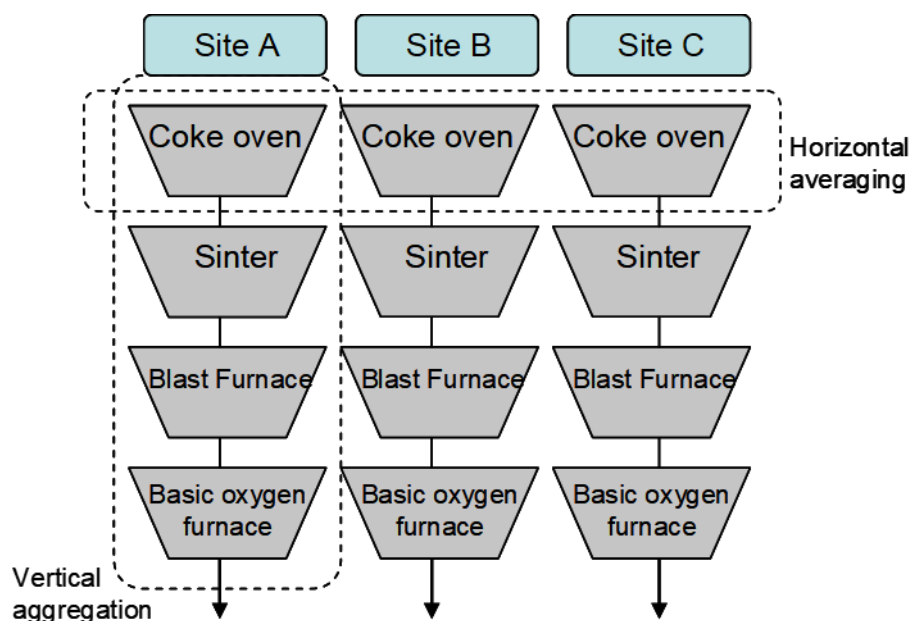 Site A
Site B
Site C
Coke oven
Coke oven
Coke oven
Horizontal
averaging
Sinter
Sinter
Sinter
Blast Furnace
Blast Furnace
Blast Furnace
Basic oxygen
furnace
Basic oxygen
furnace
Basic oxygen
furnace
Vertical
aggregation